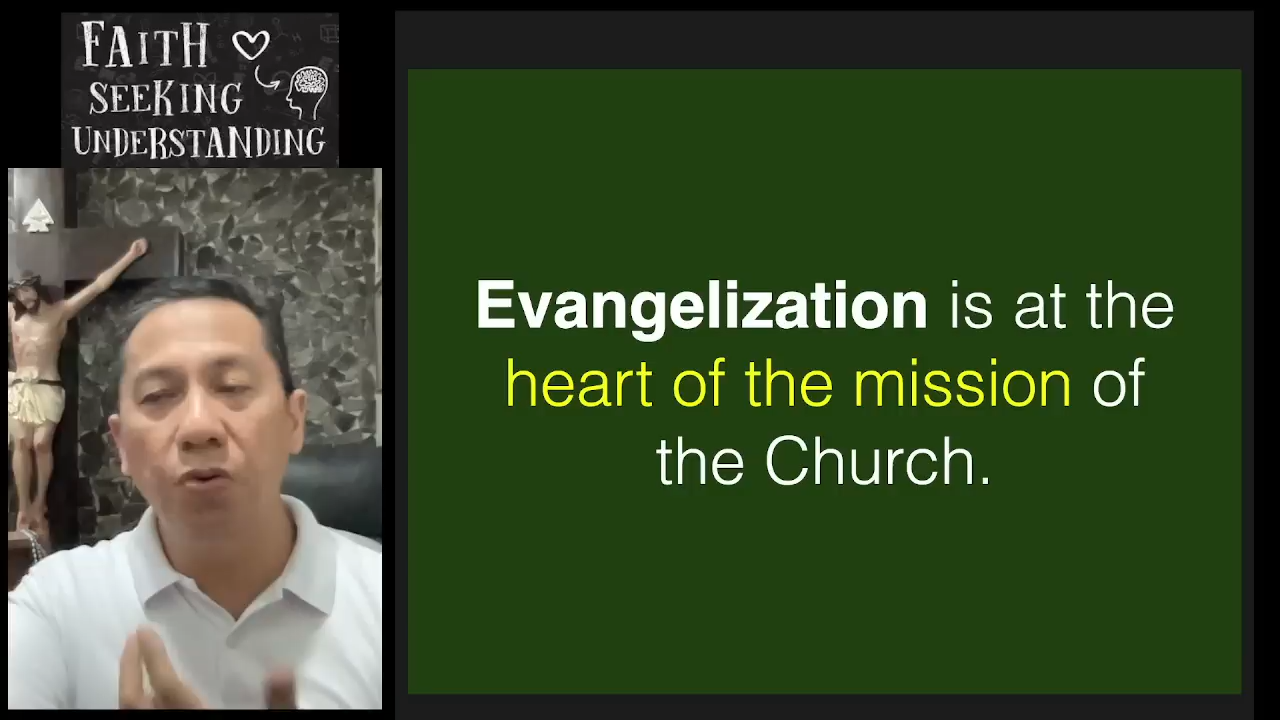 FAITH
SEEKING
UNDERSTANDING
Evangelization is at the
heart of the mission of
the Church.